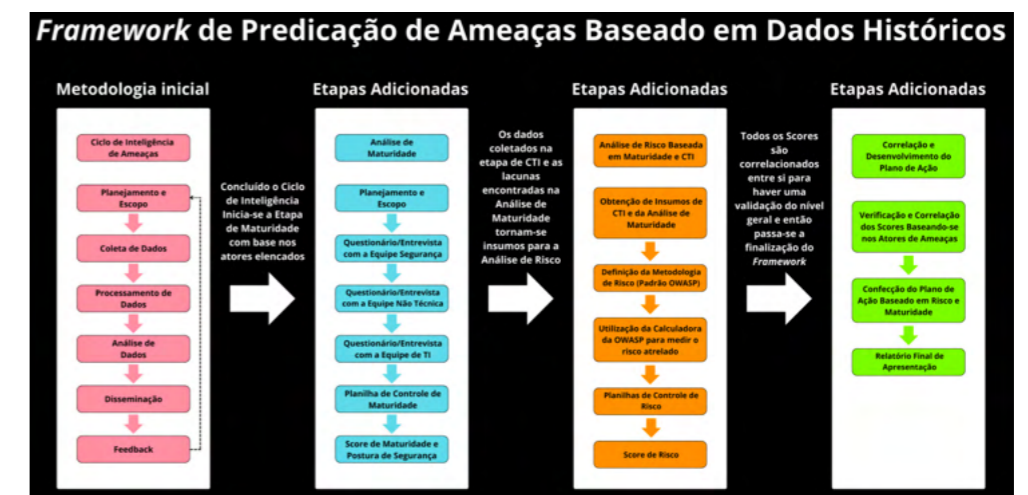 Framework de Predicação de Ameaças Baseado em Dados Históricos
Metodologia inicial
Ciclo de Inteligência
de Ameaças
Planejamento e
Escopo
Coleta de Dados
Processamento de
Dados
Análise de
Dados
Disseminação
Feedback
Concluído o Ciclo
de Inteligência
Inicia-se a Etapa
de Maturidade
com base nos
atores elencados
Etapas Adicionadas
Análise de
Maturidade
Planejamento e
Escopo
Questionário/Entrevista
com a Equipe Segurança
Questionário/Entrevista
com a Equipe Não Técnica
Questionário/Entrevista
com a Equipe de TI
Planilha de Controle de
Maturidade
Score de Maturidade e
Postura de Segurança
Os dados
coletados na
etapa de CTI e as
lacunas
encontradas na
Análise de
Maturidade
tornam-se
insumos para a
Análise de Risco
Etapas Adicionadas
Análise de Risco Baseada
em Maturidade e CTI
Obtenção de Insumos de
CTI e da Análise de
Maturidade
Definição da Metodologia
de Risco (Padrão OWASP)
Utilização da Calculadora
da OWASP para medir o
risco atrelado
Planilhas de Controle de
Risco
Score de Risco
Todos os Scores
são
correlacionados
entre si para
haver uma
validação do nível
geral e então
passa-se a
finalização do
Framework
Etapas Adicionadas
Correlação e
Desenvolvimento do
Plano de Ação
Verificação e Correlação
dos Scores Baseando-se
nos Atores de Ameaças
Confecção do Plano de
Ação Baseado em Risco e
Maturidade
Relatório Final de
Apresentação